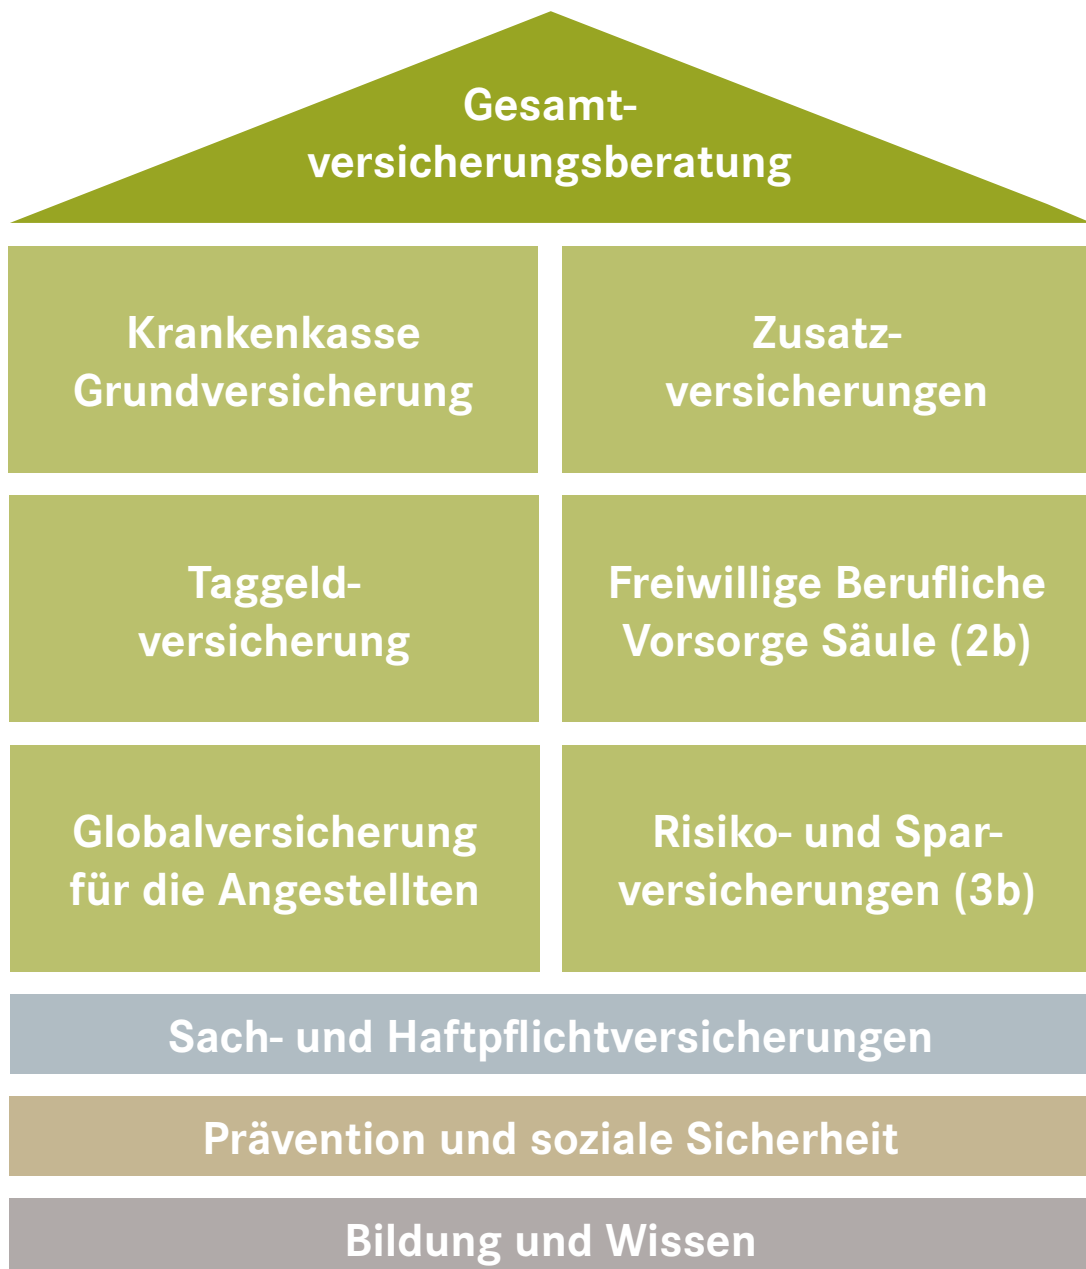 Gesamt-
versicherungsberatung
Krankenkasse
Grundversicherung
Zusatz-
versicherungen
Taggeld-
versicherung
Freiwillige Berufliche
Vorsorge Säule (2b)
Globalversicherung
für die Angestellten
Risiko- und Spar-
versicherungen (3b)
Sach- und Haftpflichtversicherungen
Prävention und soziale Sicherheit
Bildung und Wissen